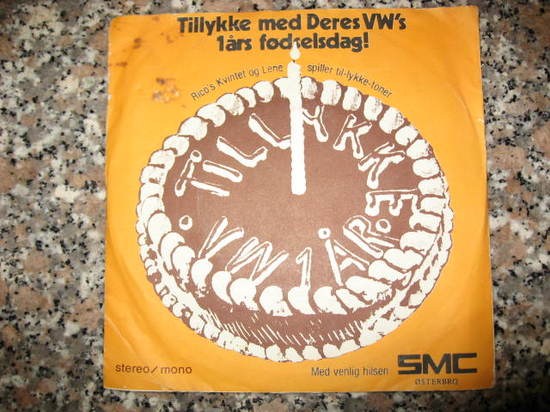 Tillykke med Deres VW's
1års fødselsdag!
Rico's Kvintet og Lene spiller til-lykke-toner
TILLYKKE
VW 1 ÅR
stereo/mono
Med venlig hilsen SMC
ØSTERBRO